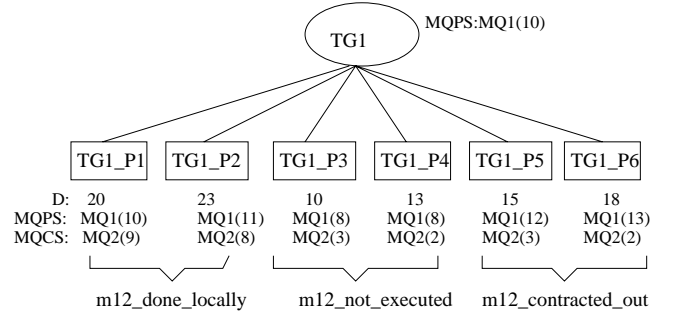 MQPS:MQ1(10)
TG1
TG1_P1 TG1_P2 TG1_P3 TG1_P4 TG1_P5 TG1_P6
D: 20 23 10 13 15 18
MQPS: MQ1(10) MQ1(11) MQ1(8) MQ1(8) MQ1(12) MQ1(13)
MQCS: MQ2(9) MQ2(8) MQ2(3) MQ2(2) MQ2(3) MQ2(2)
m12_done_locally m12_not_executed m12_contracted_out